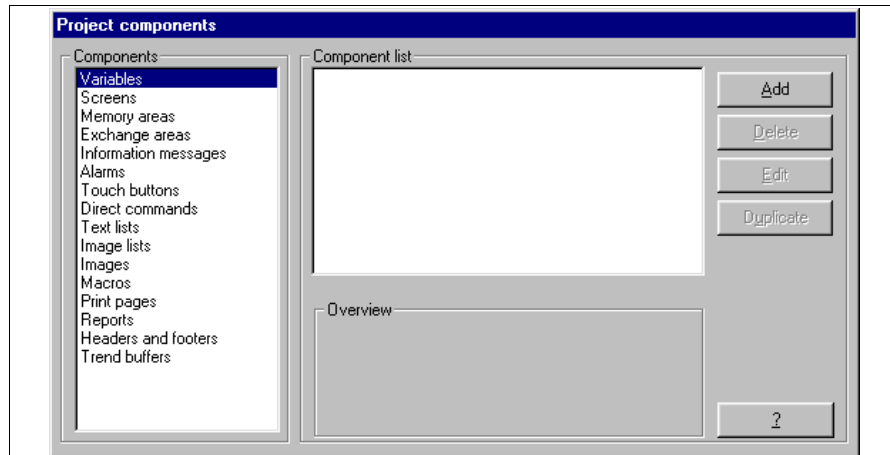 Project components
Components
Variables
Screens
Memory areas
Exchange areas
Information messages
Alarms
Touch buttons
Direct commands
Text lists
Image lists
Images
Macros
Print pages
Reports
Headers and footers
Trend buffers
Component list
Add
Delete
Edit
Duplicate
Overview
?